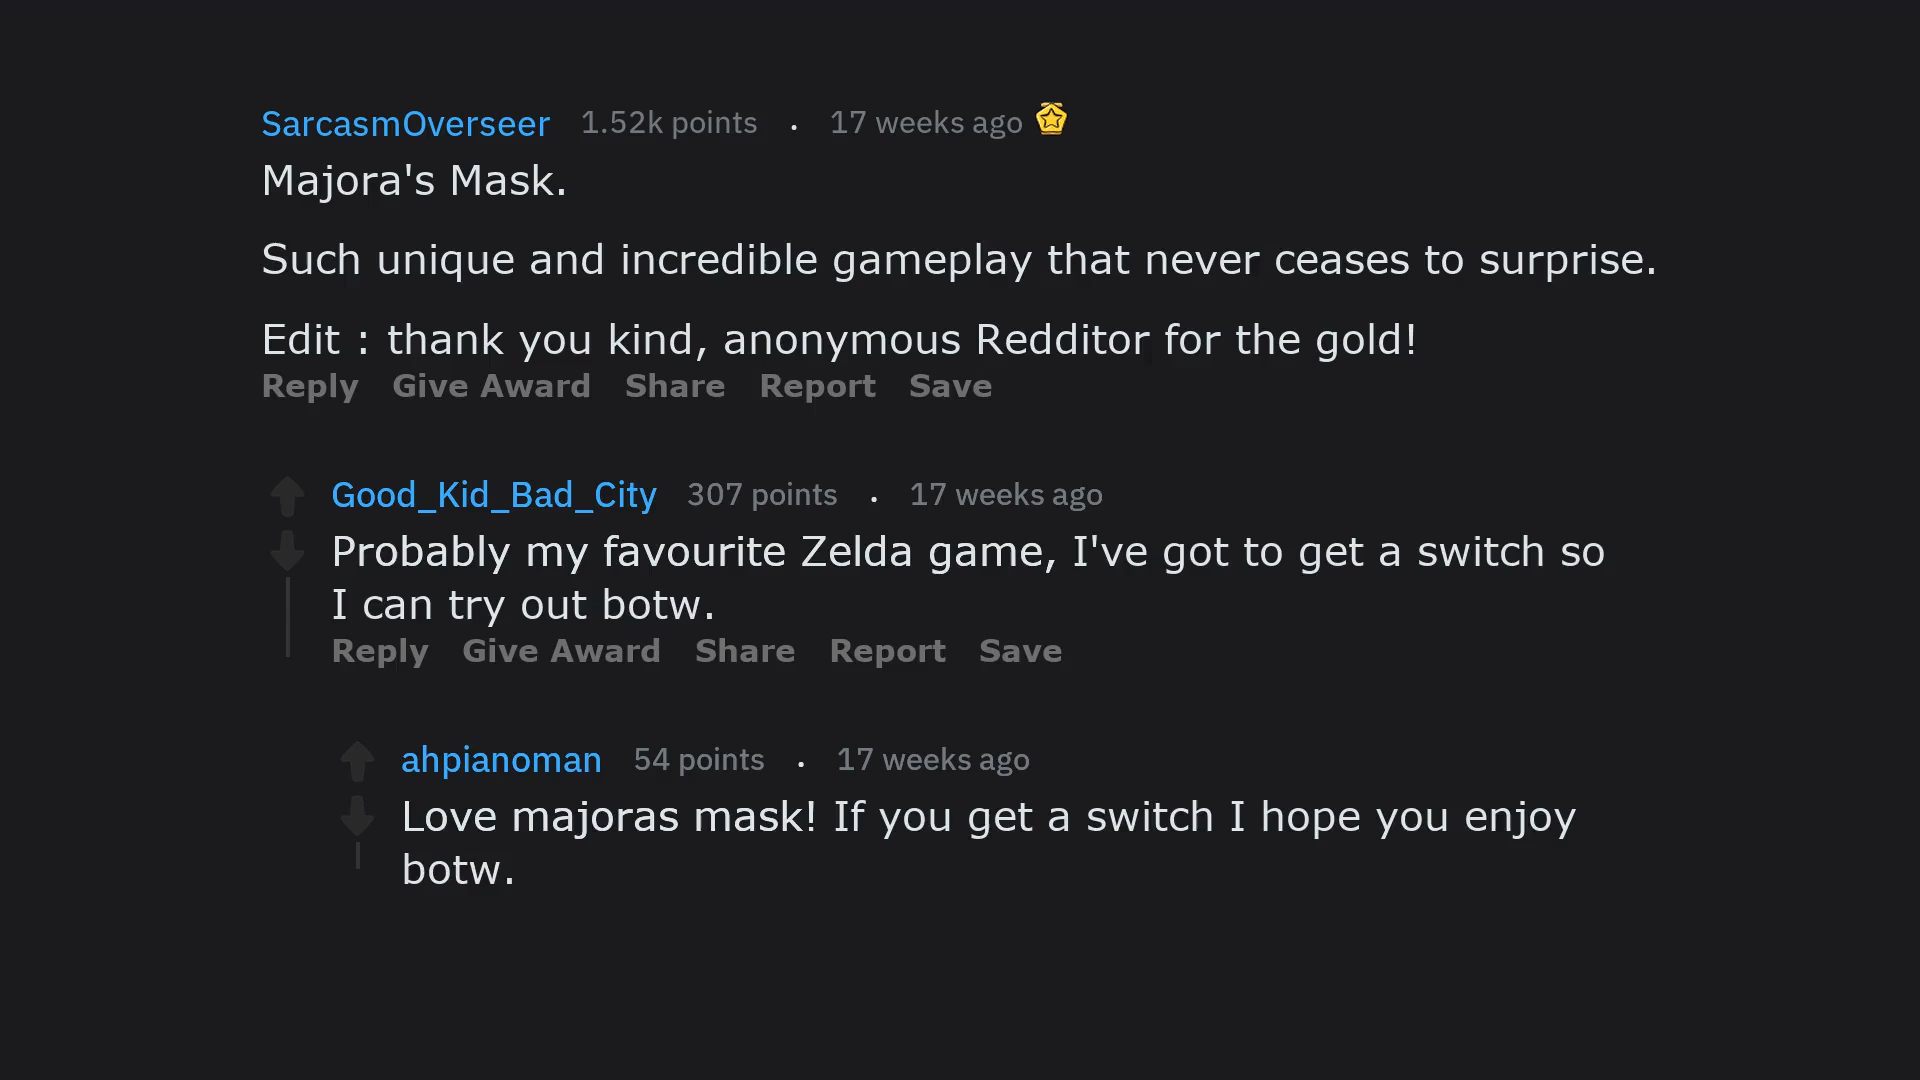 SarcasmOverseer 1.52k points . 17 weeks ago
Majora's Mask.
Such unique and incredible gameplay that never ceases to surprise.
Edit : thank you kind, anonymous Redditor for the gold!
Reply Give Award Share Report Save
Good_Kid_Bad_City 307 points . 17 weeks ago
Probably my favourite Zelda game, I've got to get a switch so
I can try out botw.
Reply Give Award Share Report Save
ahpianoman 54 points . 17 weeks ago
Love majoras mask! If you get a switch I hope you enjoy
botw.